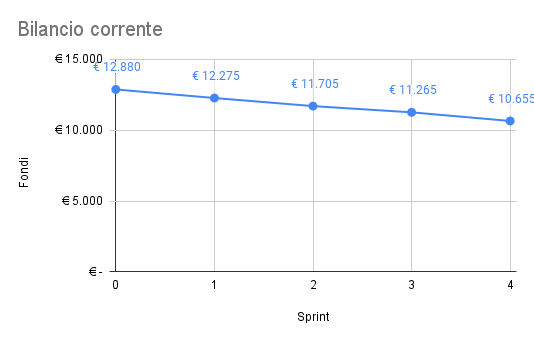 Bilancio corrente
€ 15.000
€ 12.880
€ 12.275
€ 11.705
€ 11.265
€ 10.655
€ 10.000
€ 5.000
€ -
Fondi
0 1 2 3 4
Sprint